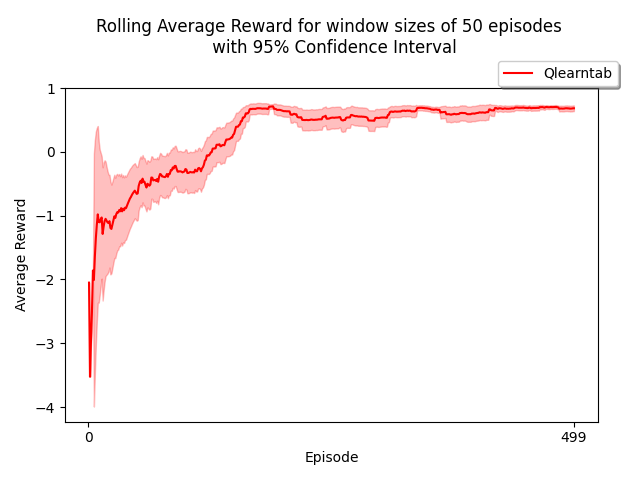 Rolling Average Reward for window sizes of 50 episodes
with 95% Confidence Interval
Qlearntab
1
0
−1
−2
−3
−4
Average Reward
0
499
Episode